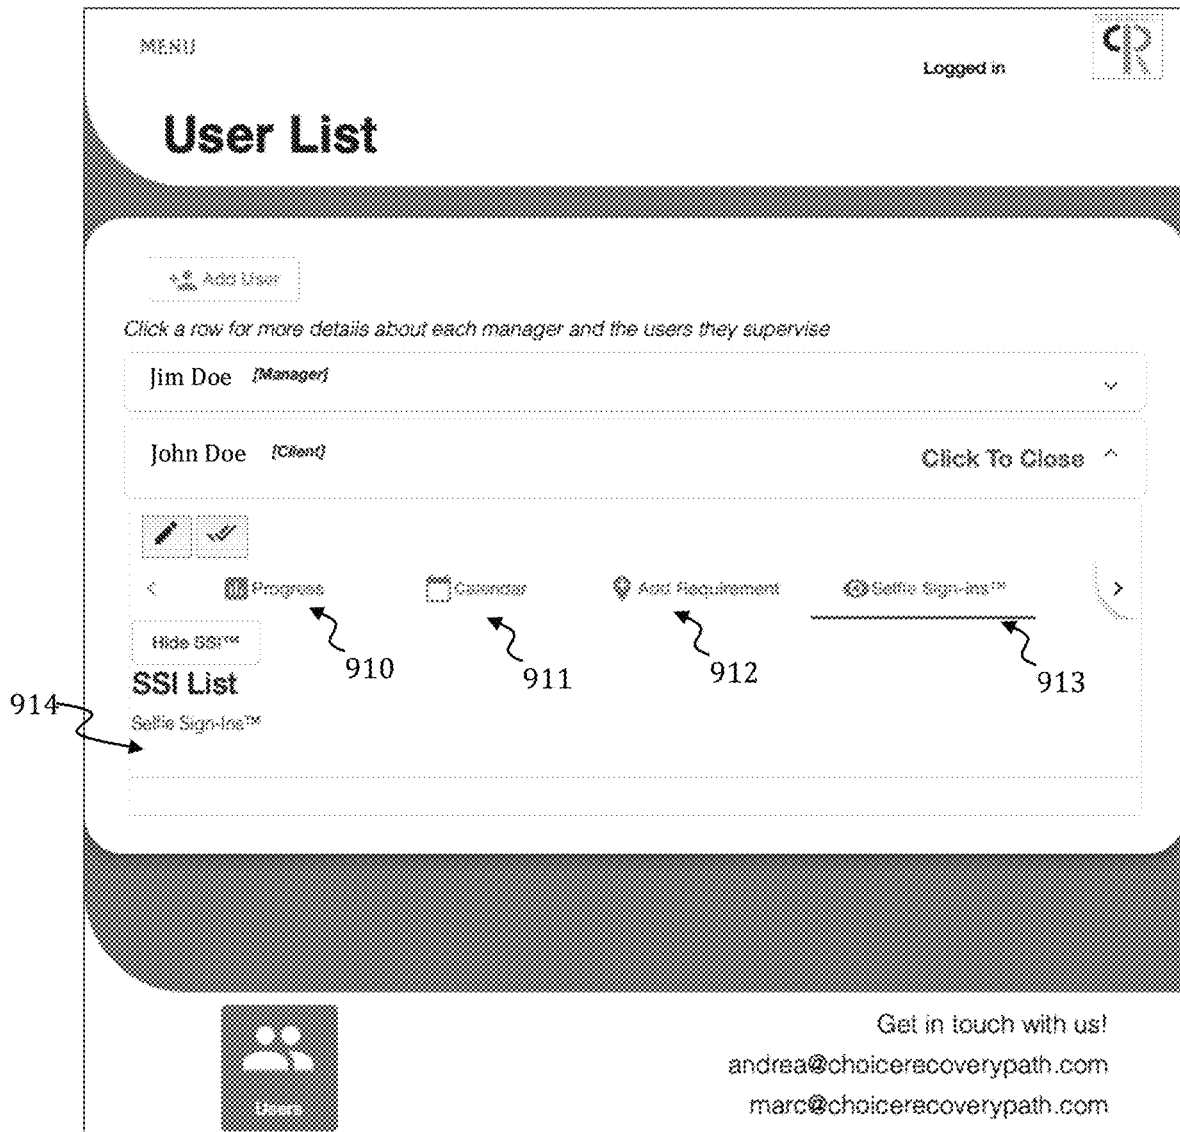 MENU
Logged in
CR
User List
Add User
Click a row for more details about each manager and the users they supervise
Jim Doe [Manager]
John Doe [Client]
Click To Close
Progress
Calendar
Add Requirement
Selfie Sign-Ins™
Hide SSI™
910
911
912
913
SSI List
914
Selfie Sign-Ins™
Get in touch with us!
andrea@choicerecoverypath.com
marc@choicerecoverypath.com
Users